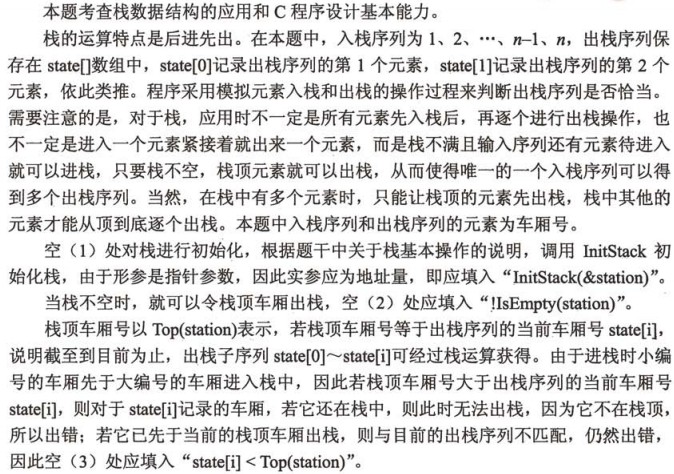 本题考查栈数据结构的应用和 C 程序设计基本能力。
栈的运算特点是后进先出。在本题中，入栈序列为 1、2、…、n–1、n，出栈序列保
存在 state[]数组中，state[0]记录出栈序列的第 1 个元素，state[1]记录出栈序列的第 2 个
元素，依此类推。程序采用模拟元素入栈和出栈的操作过程来判断出栈序列是否恰当。
需要注意的是，对于栈，应用时不一定是所有元素先入栈后，再逐个进行出栈操作，也
不一定是进入一个元素紧接着就出来一个元素，而是栈不满且输入序列还有元素待进入
就可以进栈，只要栈不空，栈顶元素就可以出栈，从而使得唯一的一个入栈序列可以得
到多个出栈序列。当然，在栈中有多个元素时，只能让栈顶的元素先出栈，栈中其他的
元素才能从顶到底逐个出栈。本题中入栈序列和出栈序列的元素为车厢号。
空（1）处对栈进行初始化，根据题干中关于栈基本操作的说明，调用 InitStack 初
始化栈，由于形参是指针参数，因此实参应为地址量，即应填入“InitStack(&station)”。
当栈不空时，就可以令栈顶车厢出栈，空（2）处应填入“!IsEmpty(station)”。
栈顶车厢号以 Top(station)表示，若栈顶车厢号等于出栈序列的当前车厢号 state[i]，
说明截至到目前为止，出栈子序列 state[0]～state[i]可经过栈运算获得。由于进栈时小编
号的车厢先于大编号的车厢进入栈中，因此若栈顶车厢号大于出栈序列的当前车厢号
state[i]，则对于 state[i]记录的车厢，若它还在栈中，则此时无法出栈，因为它不在栈顶，
所以出错；若它已先于当前的栈顶车厢出栈，则与目前的出栈序列不匹配，仍然出错，
因此空（3）处应填入“state[i] < Top(station)”。